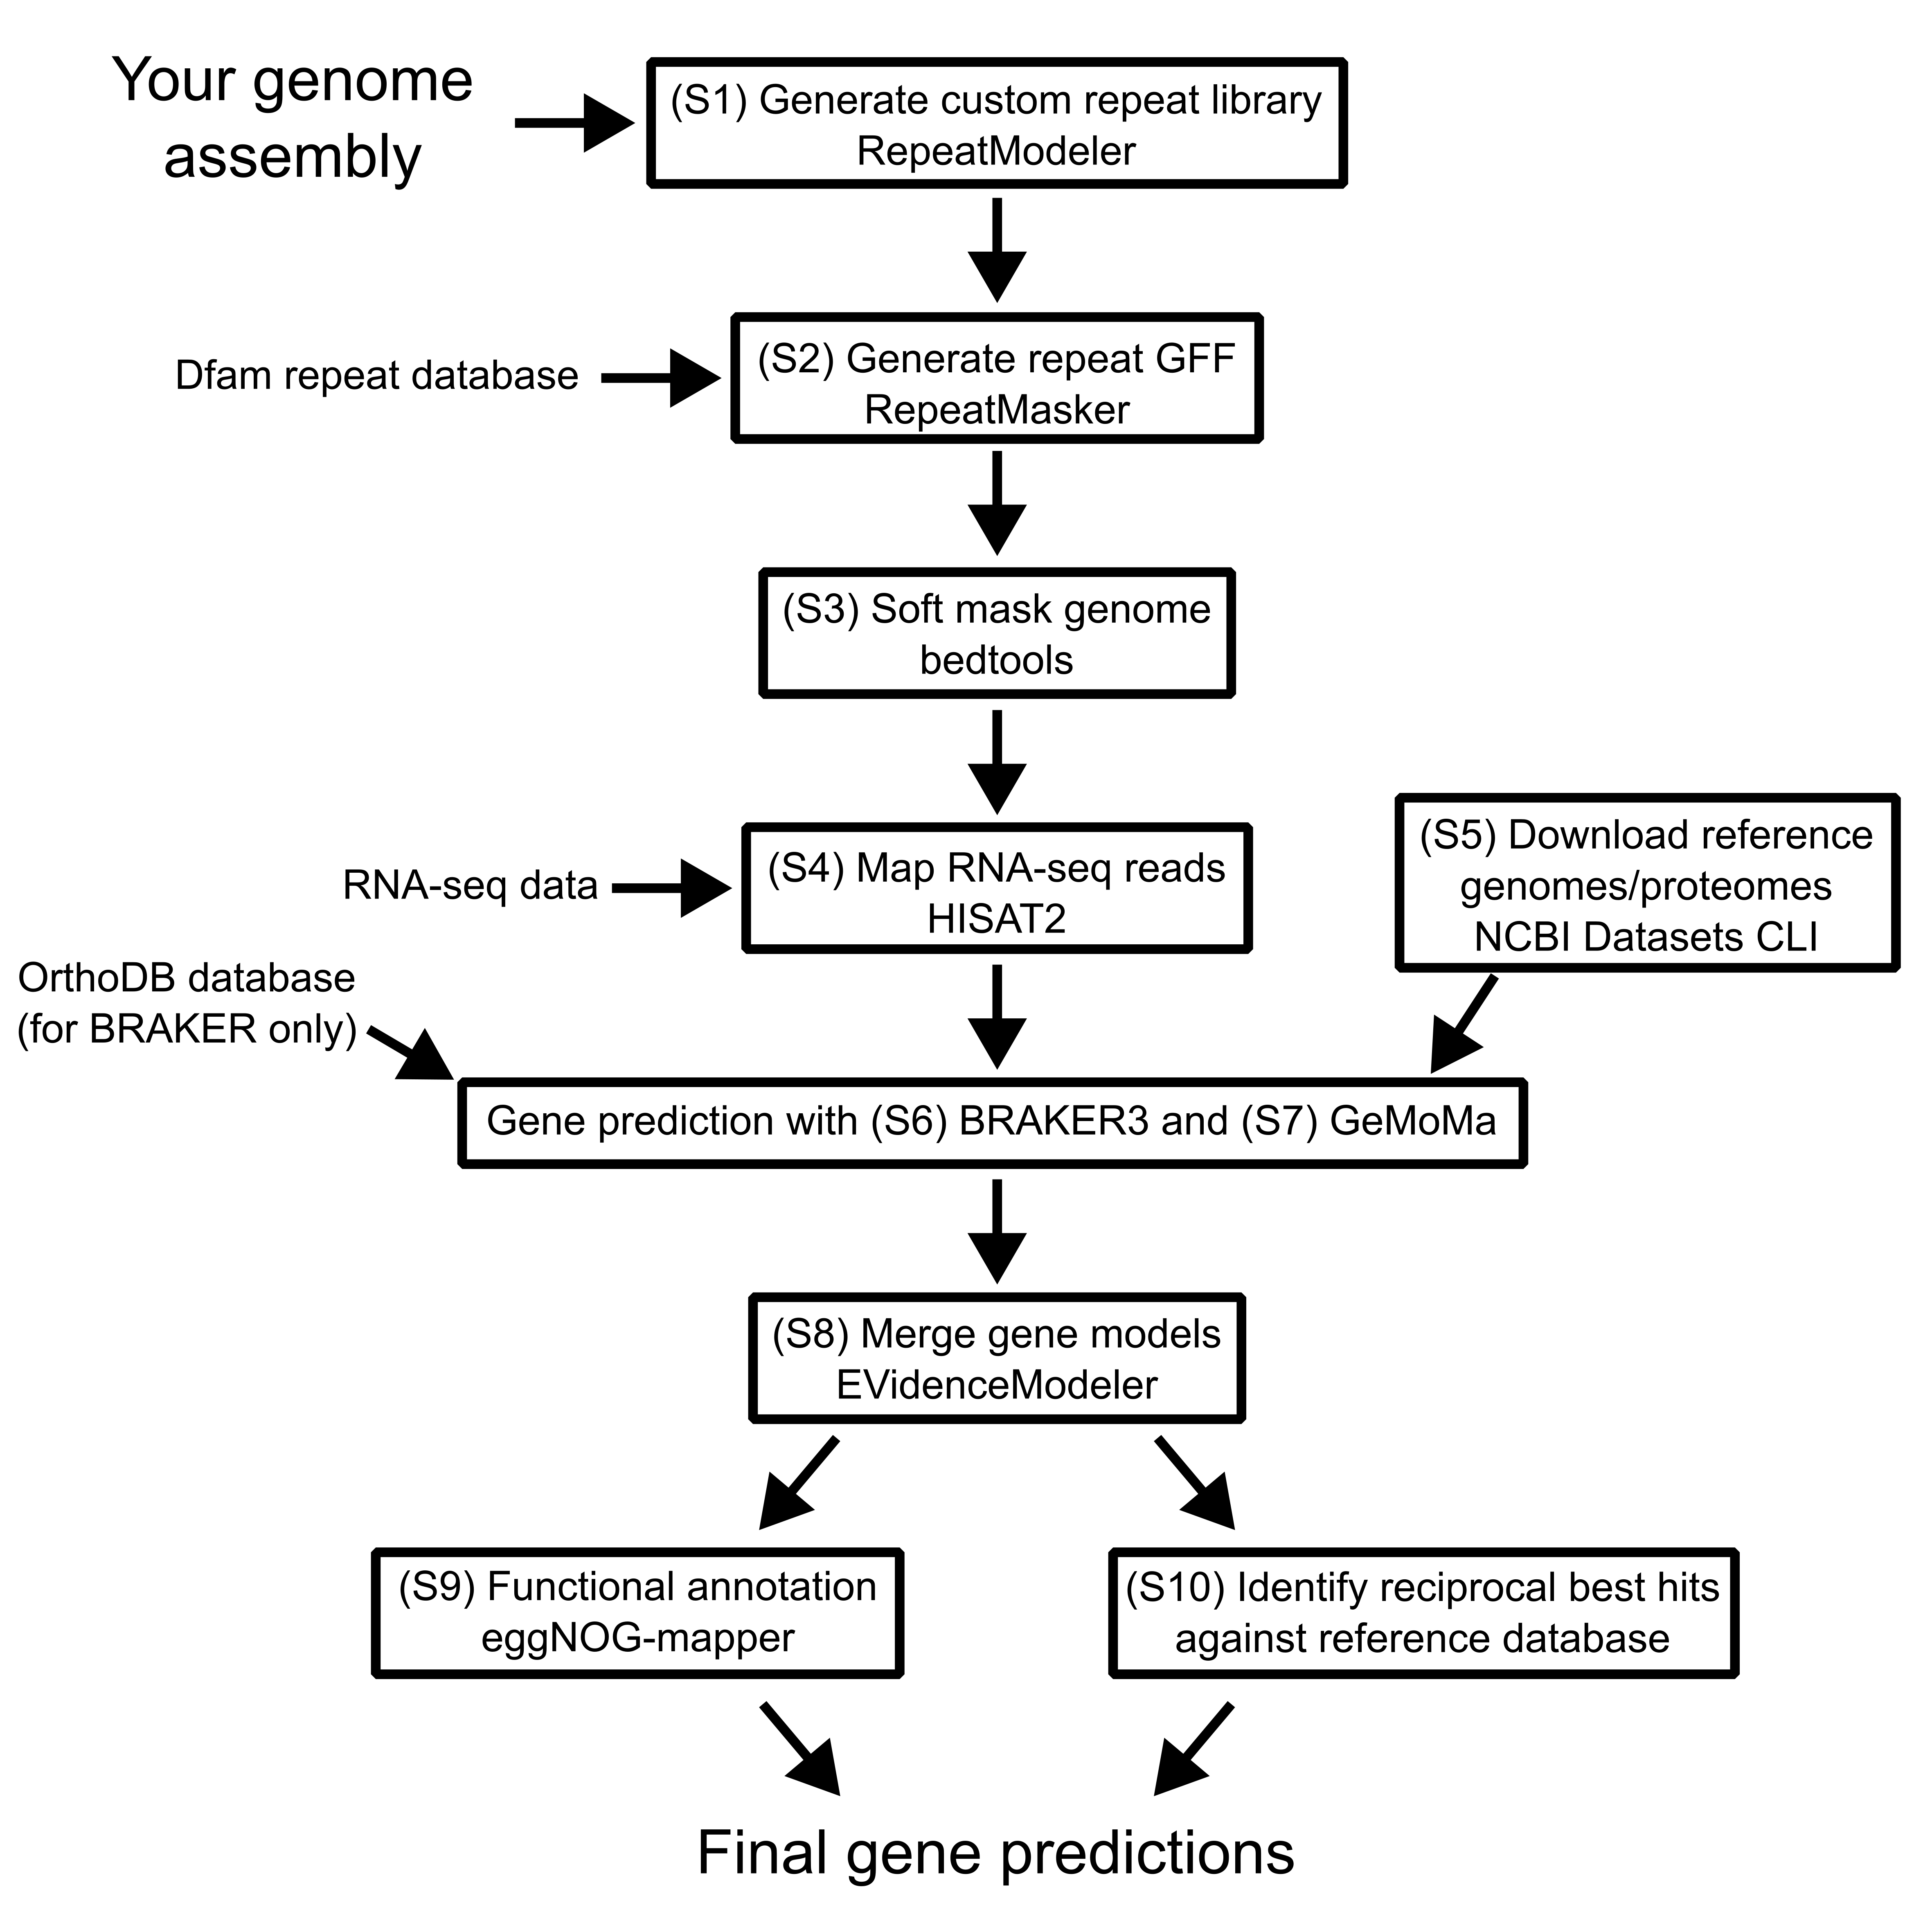 Your genome
assembly
(S1) Generate custom repeat library
RepeatModeler
Dfam repeat database
(S2) Generate repeat GFF
RepeatMasker
(S3) Soft mask genome
bedtools
RNA-seq data
(S4) Map RNA-seq reads
HISAT2
(S5) Download reference
genomes/proteomes
NCBI Datasets CLI
OrthoDB database
(for BRAKER only)
Gene prediction with (S6) BRAKER3 and (S7) GeMoMa
(S8) Merge gene models
EVidenceModeler
(S9) Functional annotation
eggNOG-mapper
(S10) Identify reciprocal best hits
against reference database
Final gene predictions